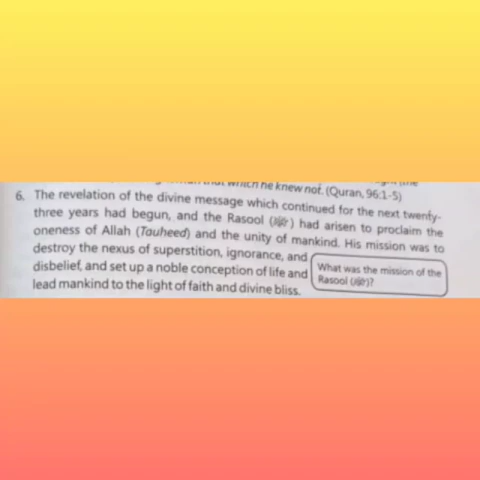 that which he knew not. (Quran, 96:1-5)
6. The revelation of the divine message which continued for the next twenty-
three years had begun, and the Rasool (ﷺ) had arisen to proclaim the
oneness of Allah (Tauheed) and the unity of mankind. His mission was to
destroy the nexus of superstition, ignorance, and
disbelief, and set up a noble conception of life and
lead mankind to the light of faith and divine bliss.
What was the mission of the
Rasool (ﷺ)?